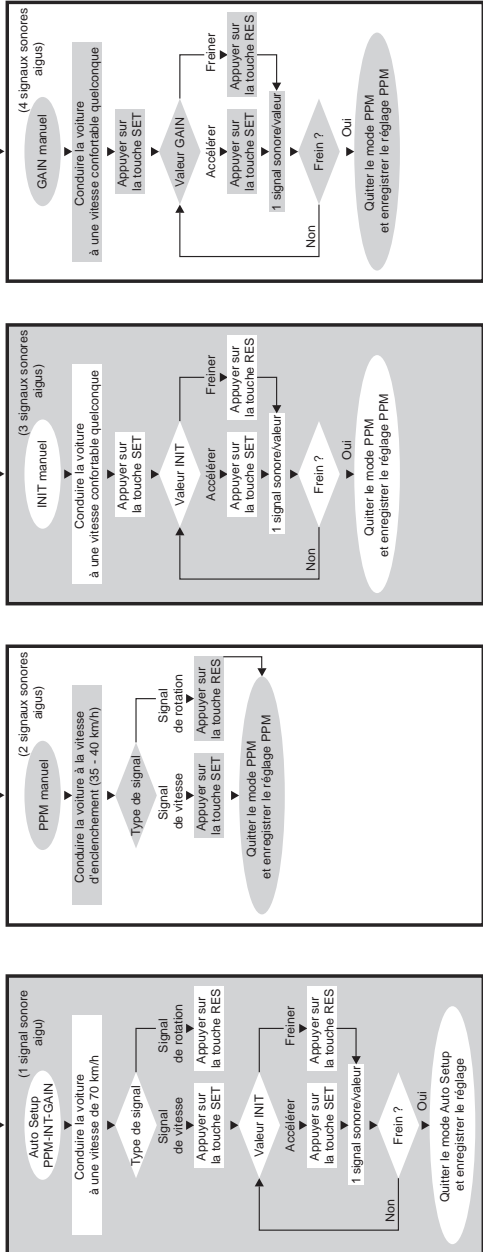 (1 signal sonore
aigu)
Auto Setup
PPM-INT-GAIN
Conduire la voiture
à une vitesse de 70 km/h
Type de signal
Signal
de vitesse
Signal
de rotation
Appuyer sur
la touche SET
Appuyer sur
la touche RES
Valeur INIT
Accélérer
Freiner
Appuyer sur
la touche SET
Appuyer sur
la touche RES
1 signal sonore/valeur
Frein ?
Non
Oui
Quitter le mode Auto Setup
et enregistrer le réglage
(2 signaux sonores
aigus)
PPM manuel
Conduire la voiture à la vitesse
d'enclenchement (35 - 40 km/h)
Type de signal
Signal
de vitesse
Signal
de rotation
Appuyer sur
la touche SET
Appuyer sur
la touche RES
Quitter le mode PPM
et enregistrer le réglage PPM
(3 signaux sonores
aigus)
INIT manuel
Conduire la voiture
à une vitesse confortable quelconque
Appuyer sur
la touche SET
Valeur INIT
Accélérer
Freiner
Appuyer sur
la touche SET
Appuyer sur
la touche RES
1 signal sonore/valeur
Frein ?
Non
Oui
Quitter le mode PPM
et enregistrer le réglage PPM
(4 signaux sonores
aigus)
GAIN manuel
Conduire la voiture
à une vitesse confortable quelconque
Appuyer sur
la touche SET
Valeur GAIN
Accélérer
Freiner
Appuyer sur
la touche SET
Appuyer sur
la touche RES
1 signal sonore/valeur
Frein ?
Non
Oui
Quitter le mode PPM
et enregistrer le réglage PPM